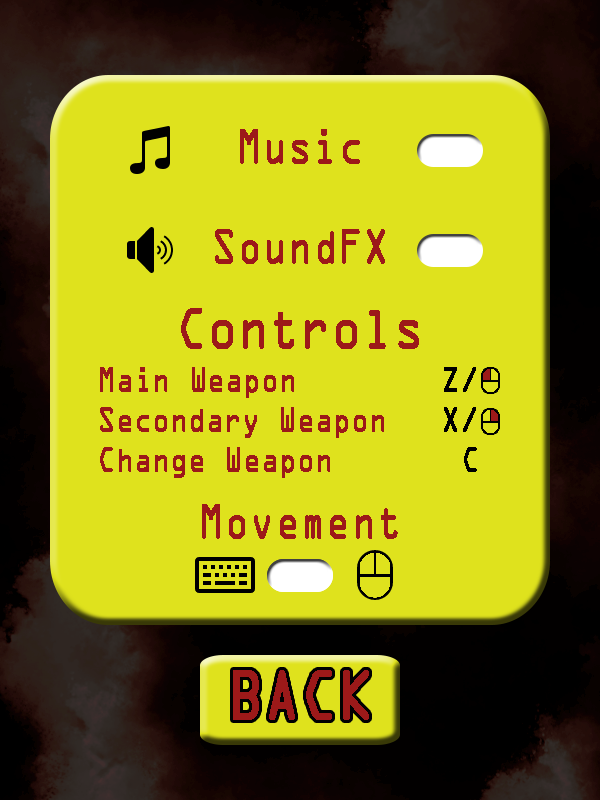 Music
SoundFX
Controls
Main Weapon Z/
Secondary Weapon X/
Change Weapon C
Movement
BACK